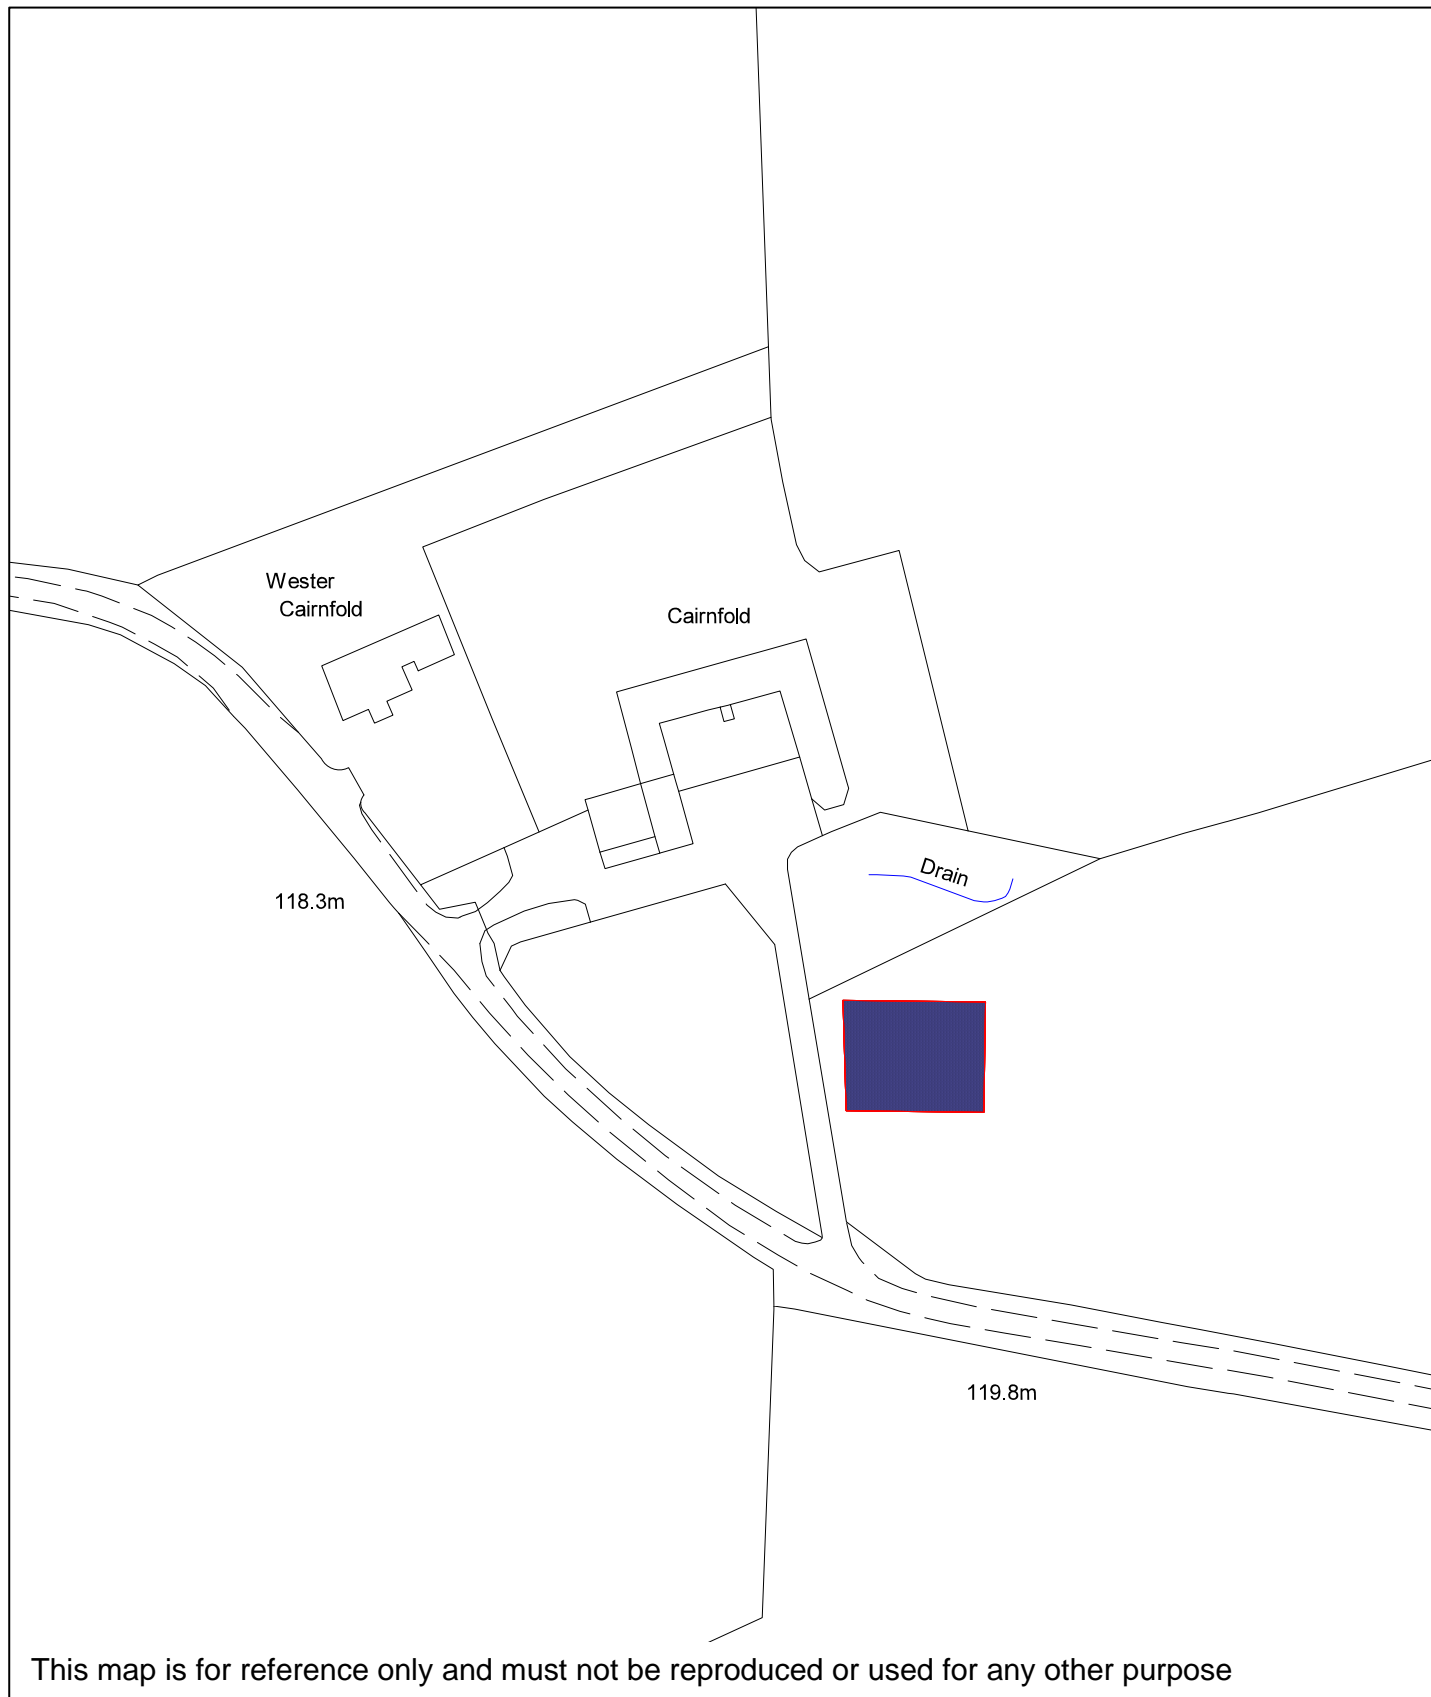 Wester
Cairnfold
Cairnfold
Drain
118.3m
119.8m
This map is for reference only and must not be reproduced or used for any other purpose